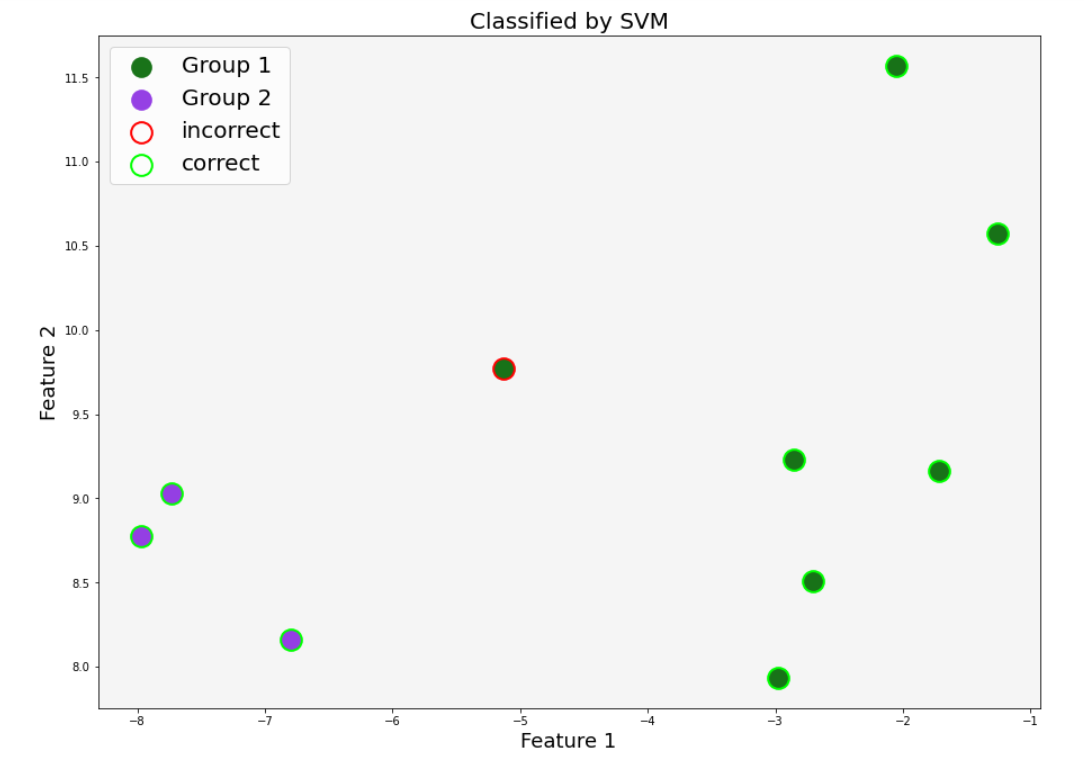 Classified by SVM
Group 1
Group 2
incorrect
correct
Feature 2
11.5
11.0
10.5
10.0
9.5
9.0
8.5
8.0
−8 −7 −6 −5 −4 −3 −2 −1
Feature 1